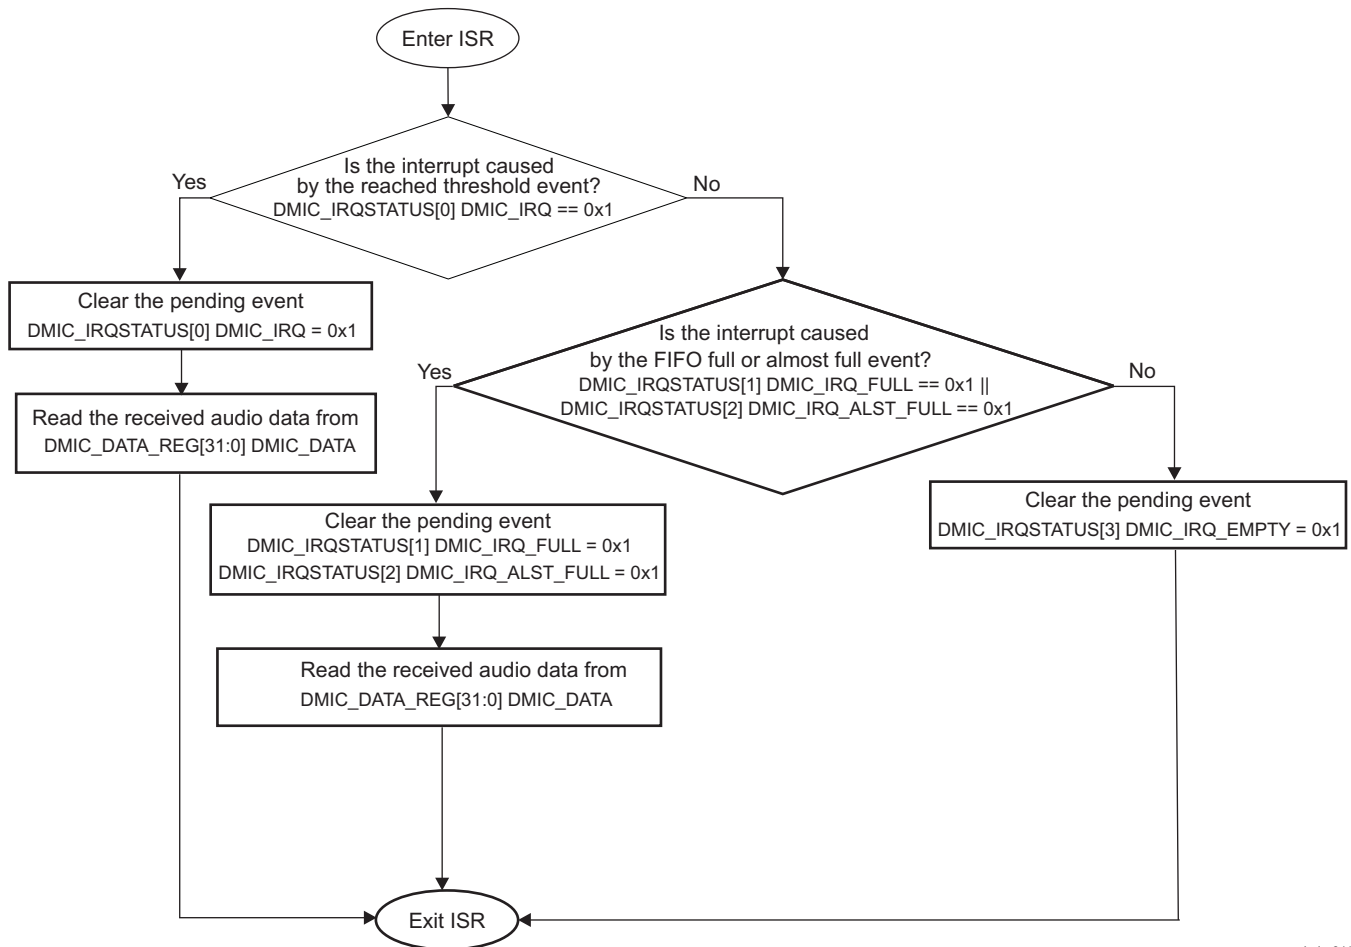 Enter ISR
Is the interrupt caused
by the reached threshold event?
DMIC_IRQSTATUS[0] DMIC_IRQ == 0x1
Yes
No
Clear the pending event
DMIC_IRQSTATUS[0] DMIC_IRQ = 0x1
Read the received audio data from
DMIC_DATA_REG[31:0] DMIC_DATA
Is the interrupt caused
by the FIFO full or almost full event?
DMIC_IRQSTATUS[1] DMIC_IRQ_FULL == 0x1 ||
DMIC_IRQSTATUS[2] DMIC_IRQ_ALST_FULL == 0x1
Yes
No
Clear the pending event
DMIC_IRQSTATUS[1] DMIC_IRQ_FULL = 0x1
DMIC_IRQSTATUS[2] DMIC_IRQ_ALST_FULL = 0x1
Read the received audio data from
DMIC_DATA_REG[31:0] DMIC_DATA
Clear the pending event
DMIC_IRQSTATUS[3] DMIC_IRQ_EMPTY = 0x1
Exit ISR